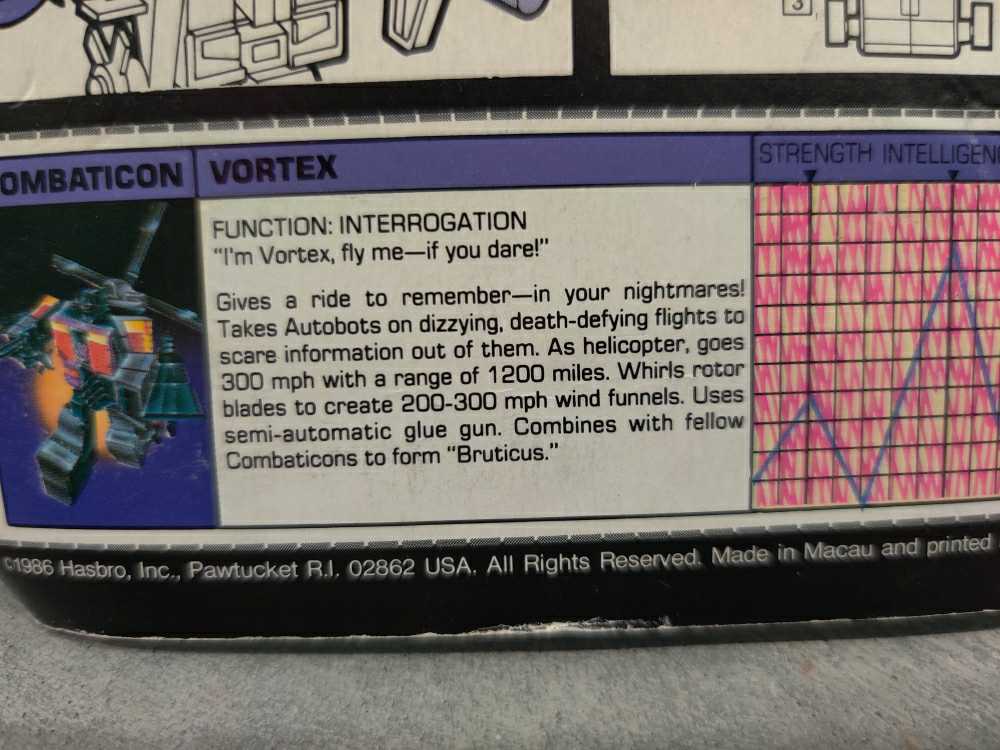 3
OMBATICON
VORTEX
STRENGTH INTELLIGENC
FUNCTION: INTERROGATION
"I'm Vortex, fly me—if you dare!"
Gives a ride to remember—in your nightmares!
Takes Autobots on dizzying, death-defying flights to
scare information out of them. As helicopter, goes
300 mph with a range of 1200 miles. Whirls rotor
blades to create 200-300 mph wind funnels. Uses
semi-automatic glue gun. Combines with fellow
Combaticons to form "Bruticus."
©1986 Hasbro, Inc., Pawtucket R.I. 02862 USA. All Rights Reserved. Made in Macau and printed